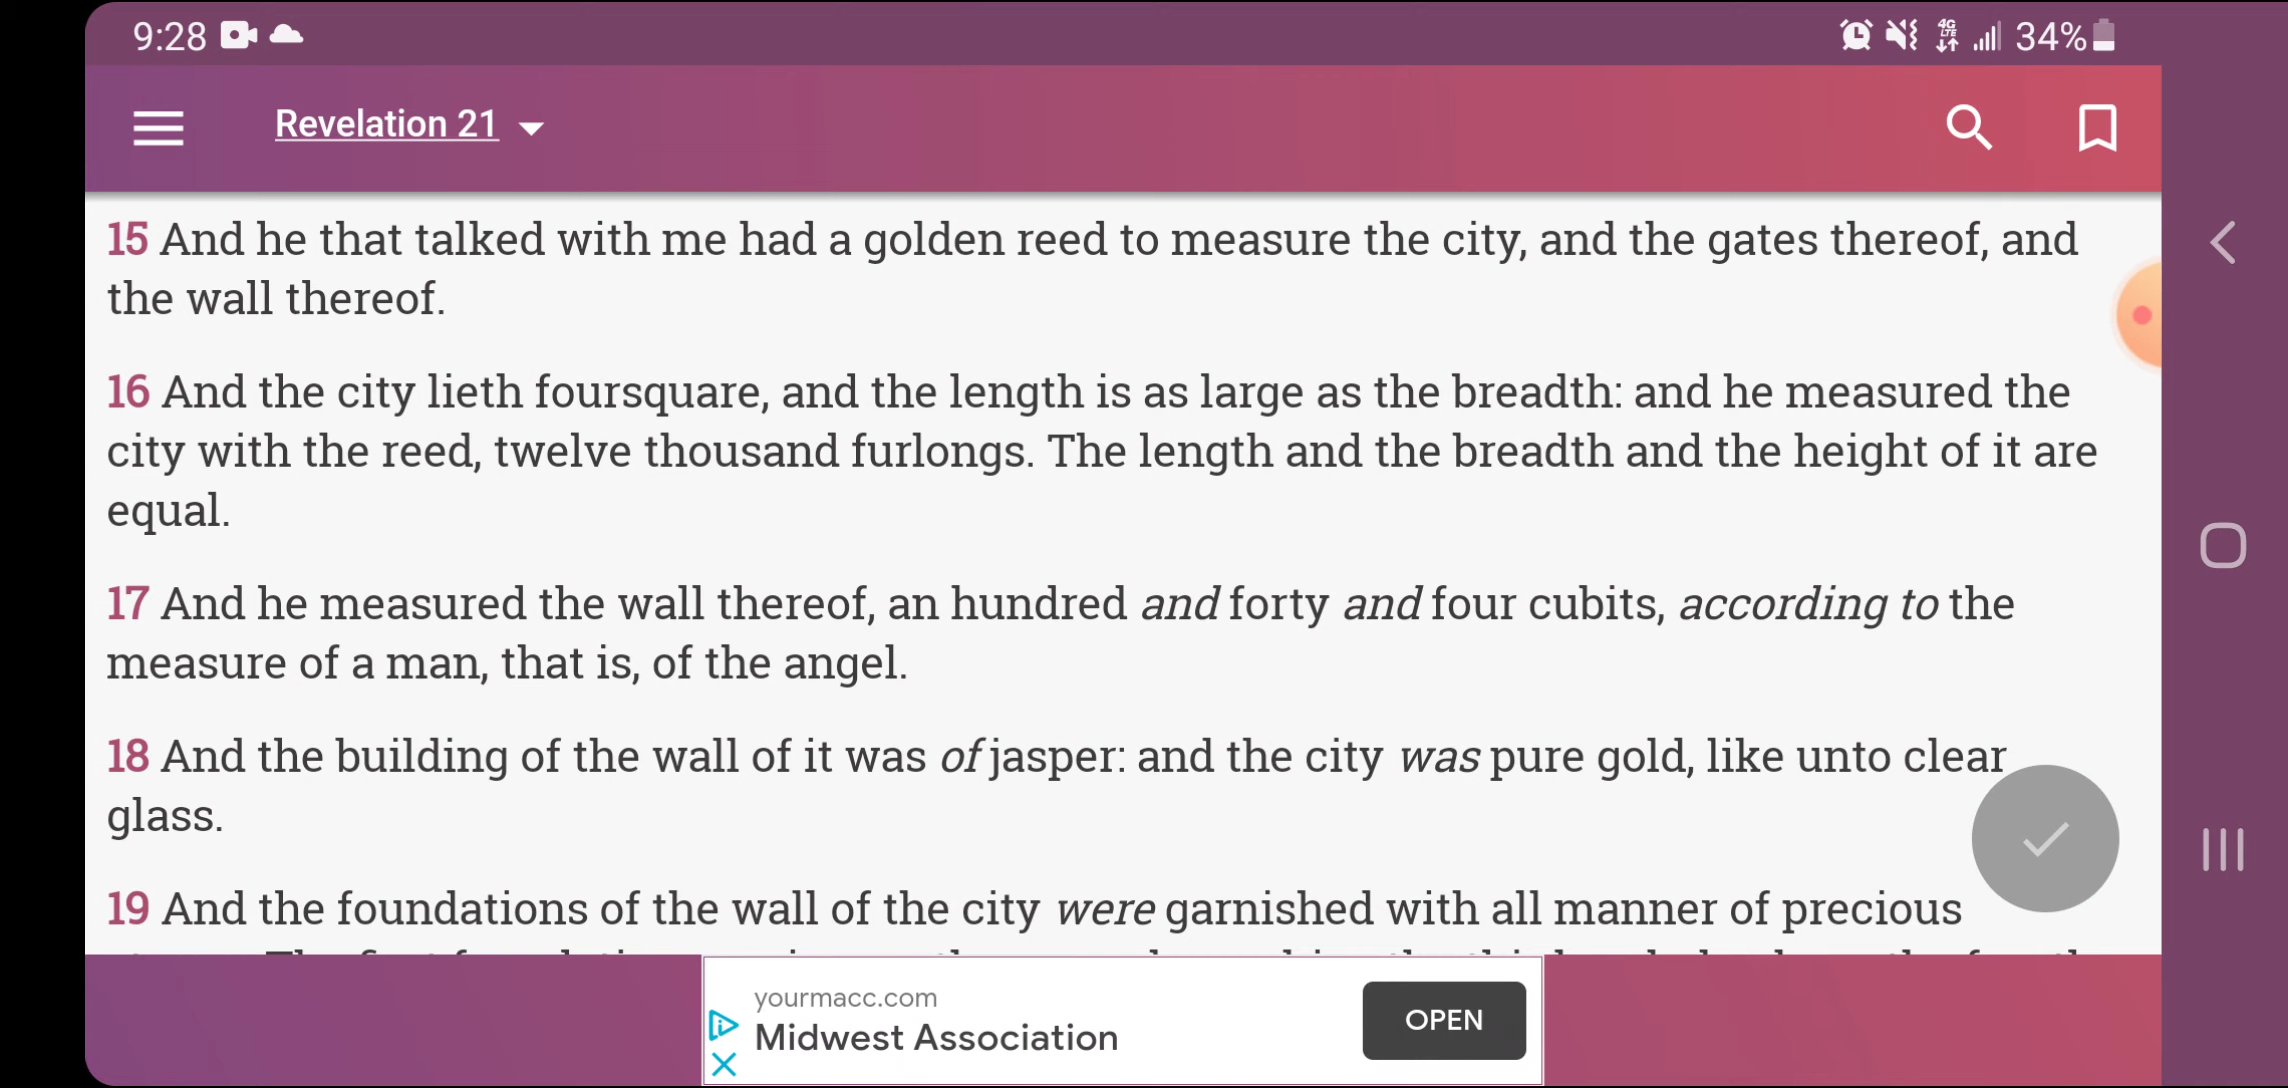 9:28
4G LTE
34%
Revelation 21
15 And he that talked with me had a golden reed to measure the city, and the gates thereof, and
the wall thereof.
16 And the city lieth foursquare, and the length is as large as the breadth: and he measured the
city with the reed, twelve thousand furlongs. The length and the breadth and the height of it are
equal.
17 And he measured the wall thereof, an hundred and forty and four cubits, according to the
measure of a man, that is, of the angel.
18 And the building of the wall of it was of jasper: and the city was pure gold, like unto clear
glass.
19 And the foundations of the wall of the city were garnished with all manner of precious
yourmacc.com
Midwest Association
OPEN